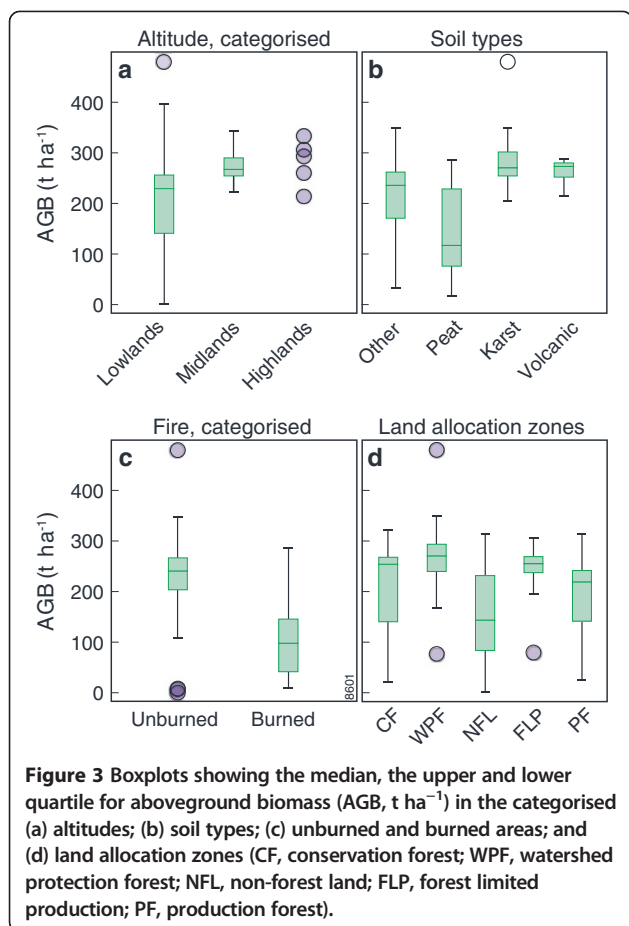 Altitude, categorised
Soil types
a
b
AGB (t ha⁻¹)
400
300
200
100
0
Lowlands
Midlands
Highlands
Other
Peat
Karst
Volcanic
Fire, categorised
Land allocation zones
c
d
AGB (t ha⁻¹)
400
300
200
100
0
8601
Unburned
Burned
CF
WPF
NFL
FLP
PF
Figure 3 Boxplots showing the median, the upper and lower
quartile for aboveground biomass (AGB, t ha⁻¹) in the categorised
(a) altitudes; (b) soil types; (c) unburned and burned areas; and
(d) land allocation zones (CF, conservation forest; WPF, watershed
protection forest; NFL, non-forest land; FLP, forest limited
production; PF, production forest).